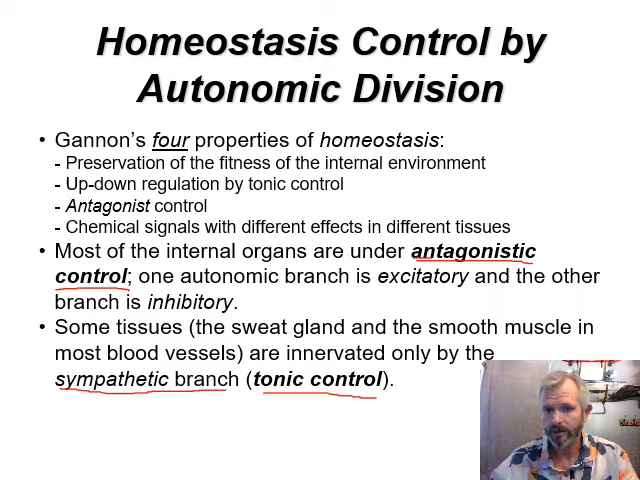 Homeostasis Control by
Autonomic Division
• Gannon's four properties of homeostasis:
- Preservation of the fitness of the internal environment
- Up-down regulation by tonic control
- Antagonist control
- Chemical signals with different effects in different tissues
• Most of the internal organs are under antagonistic
control; one autonomic branch is excitatory and the other
branch is inhibitory.
• Some tissues (the sweat gland and the smooth muscle in
most blood vessels) are innervated only by the
sympathetic branch (tonic control).